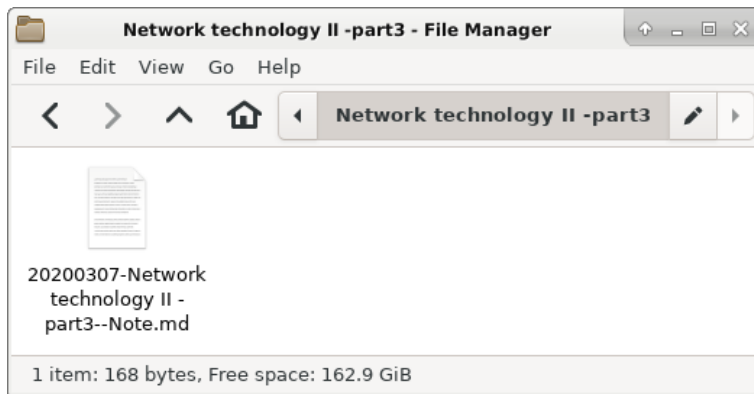 Network technology II -part3 - File Manager
File Edit View Go Help
Network technology II -part3
20200307-Network
technology II -
part3--Note.md
1 item: 168 bytes, Free space: 162.9 GiB